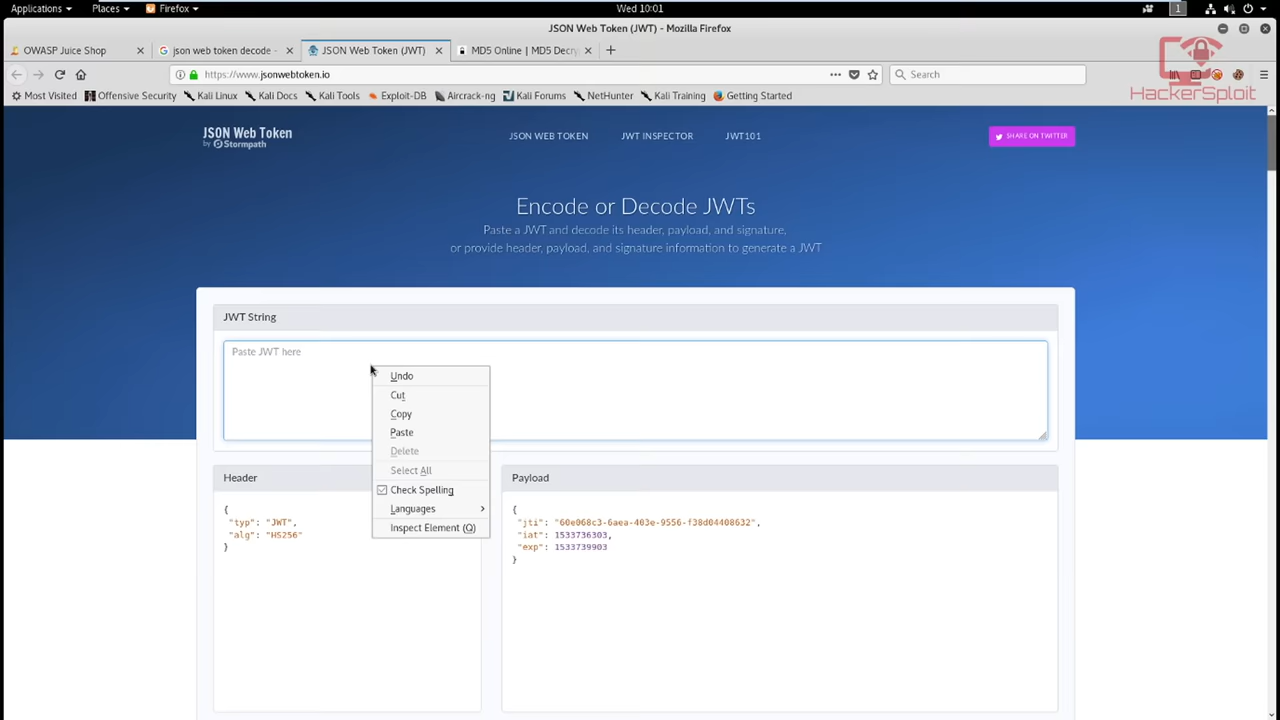 Applications
Places
Firefox
Wed 10:01
1
JSON Web Token (JWT) - Mozilla Firefox
OWASP Juice Shop
json web token decode -
JSON Web Token (JWT)
MD5 Online | MD5 Decry
https://www.jsonwebtoken.io
Search
Most Visited
Offensive Security
Kali Linux
Kali Docs
Kali Tools
Exploit-DB
Aircrack-ng
Kali Forums
NetHunter
Kali Training
Getting Started
HackerSploit
JSON Web Token
by Stormpath
JSON WEB TOKEN
JWT INSPECTOR
JWT101
SHARE ON TWITTER
Encode or Decode JWTs
Paste a JWT and decode its header, payload, and signature,
or provide header, payload, and signature information to generate a JWT
JWT String
Paste JWT here
Undo
Cut
Copy
Paste
Delete
Select All
Check Spelling
Languages
Inspect Element (Q)
Header
{
"typ": "JWT",
"alg": "HS256"
}
Payload
{
"jti": "60e068c3-6aea-403e-9556-f38d04408632",
"iat": 1533736303,
"exp": 1533739903
}